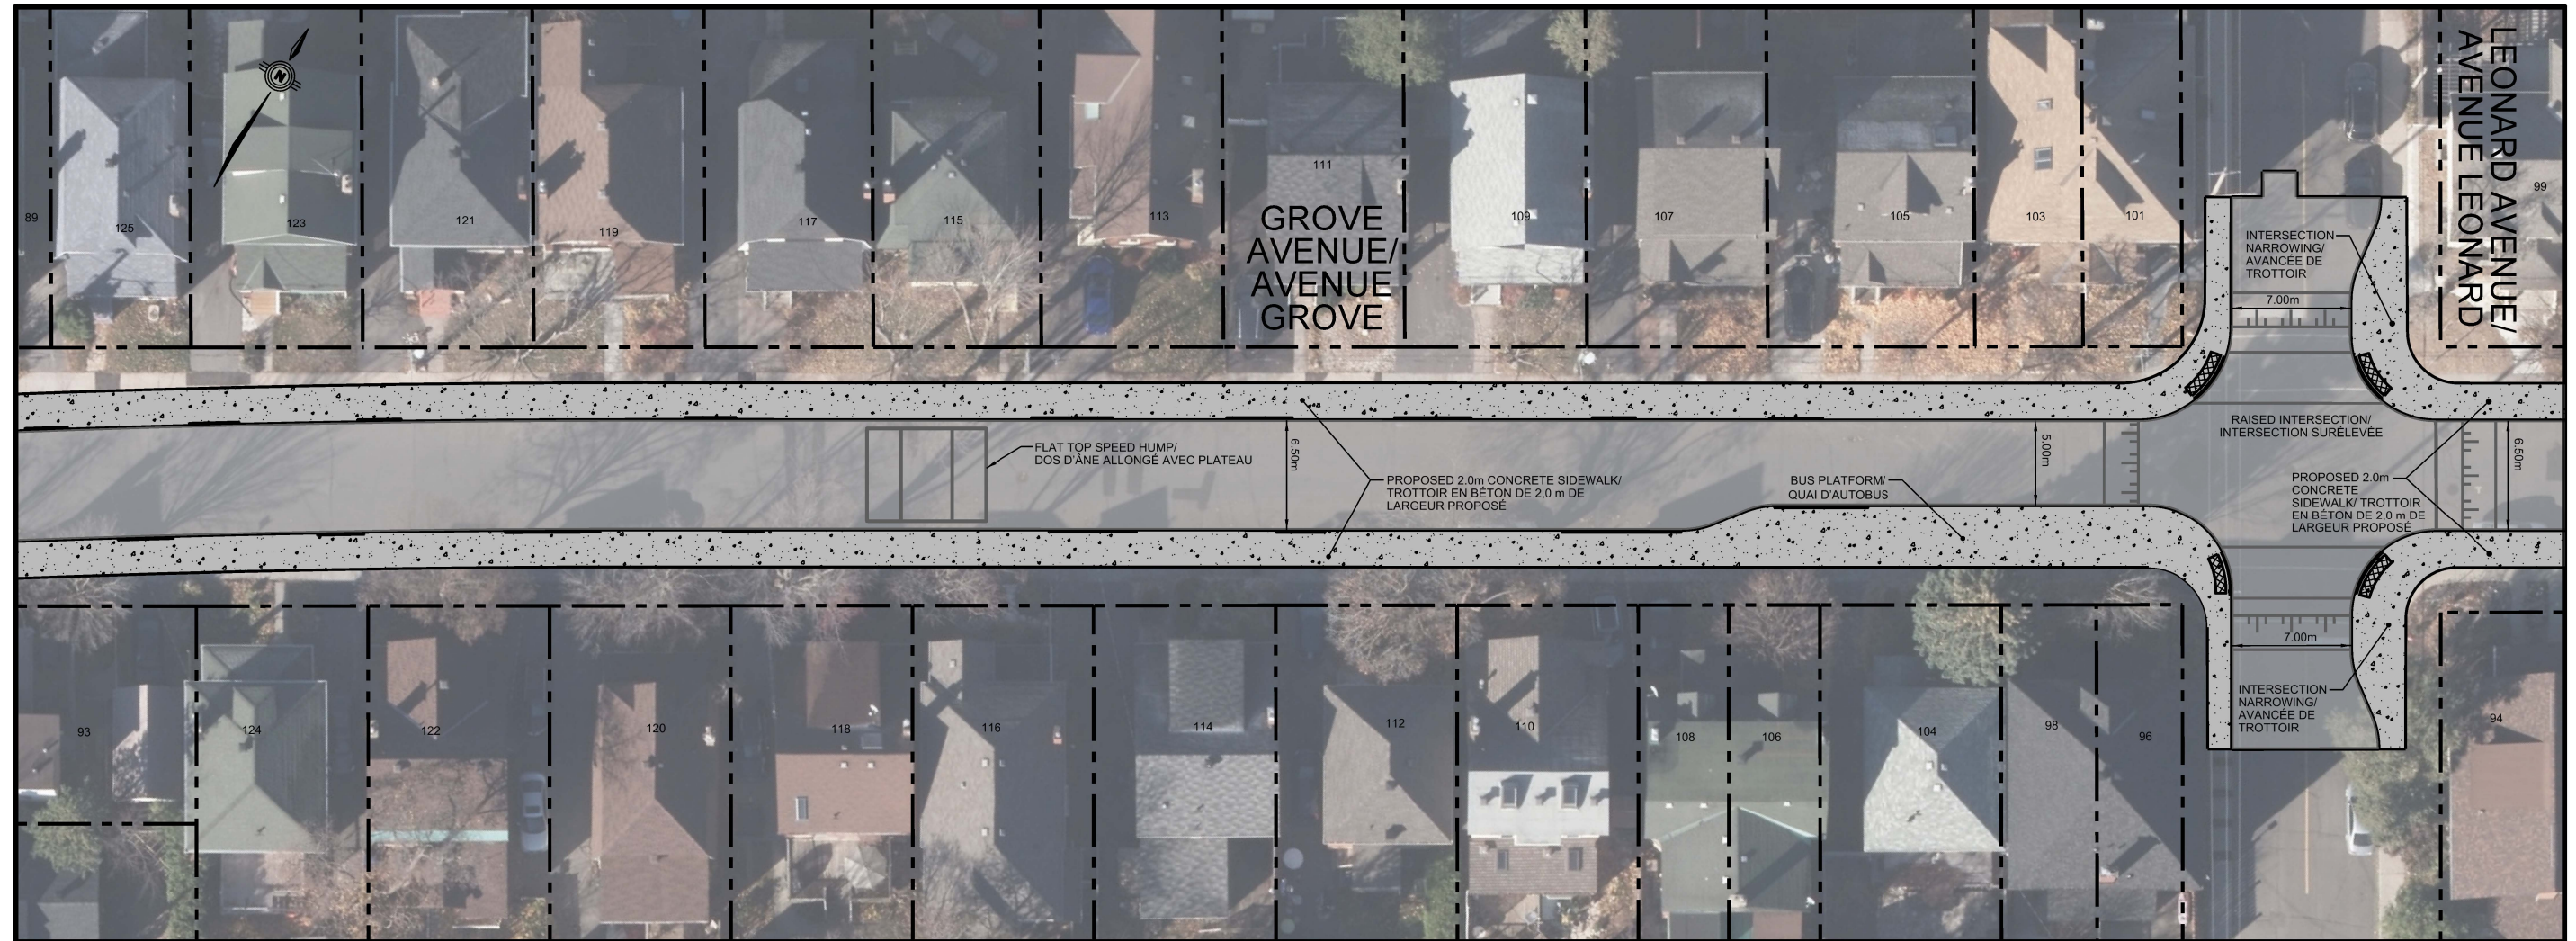 N
89
125
123
121
119
117
115
113
111
109
107
105
103
101
99
GROVE
AVENUE/
AVENUE
GROVE
LEONARD AVENUE/
AVENUE LEONARD
INTERSECTION
NARROWING/
AVANCÉE DE
TROTTOIR
7.00m
RAISED INTERSECTION/
INTERSECTION SURÉLEVÉE
FLAT TOP SPEED HUMP/
DOS D'ÂNE ALLONGÉ AVEC PLATEAU
6.50m
PROPOSED 2.0m CONCRETE SIDEWALK/
TROTTOIR EN BÉTON DE 2,0 m DE
LARGEUR PROPOSÉ
BUS PLATFORM/
QUAI D'AUTOBUS
5.00m
PROPOSED 2.0m
CONCRETE
SIDEWALK/ TROTTOIR
EN BÉTON DE 2,0 m DE
LARGEUR PROPOSÉ
6.50m
7.00m
INTERSECTION
NARROWING/
AVANCÉE DE
TROTTOIR
93
124
122
120
118
116
114
112
110
108
106
104
98
96
94